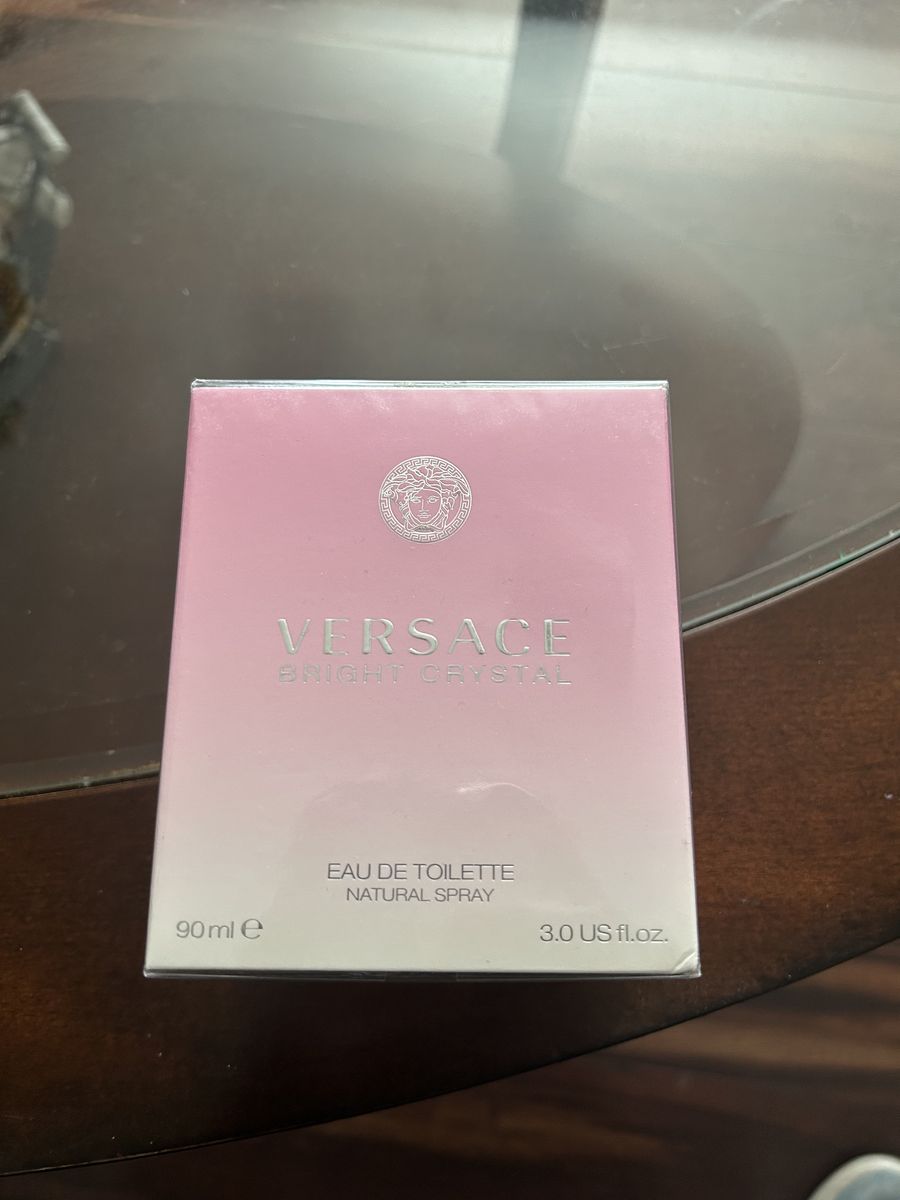 VERSACE
BRIGHT CRYSTAL
EAU DE TOILETTE
NATURAL SPRAY
90 ml ℮
3.0 US fl.oz.